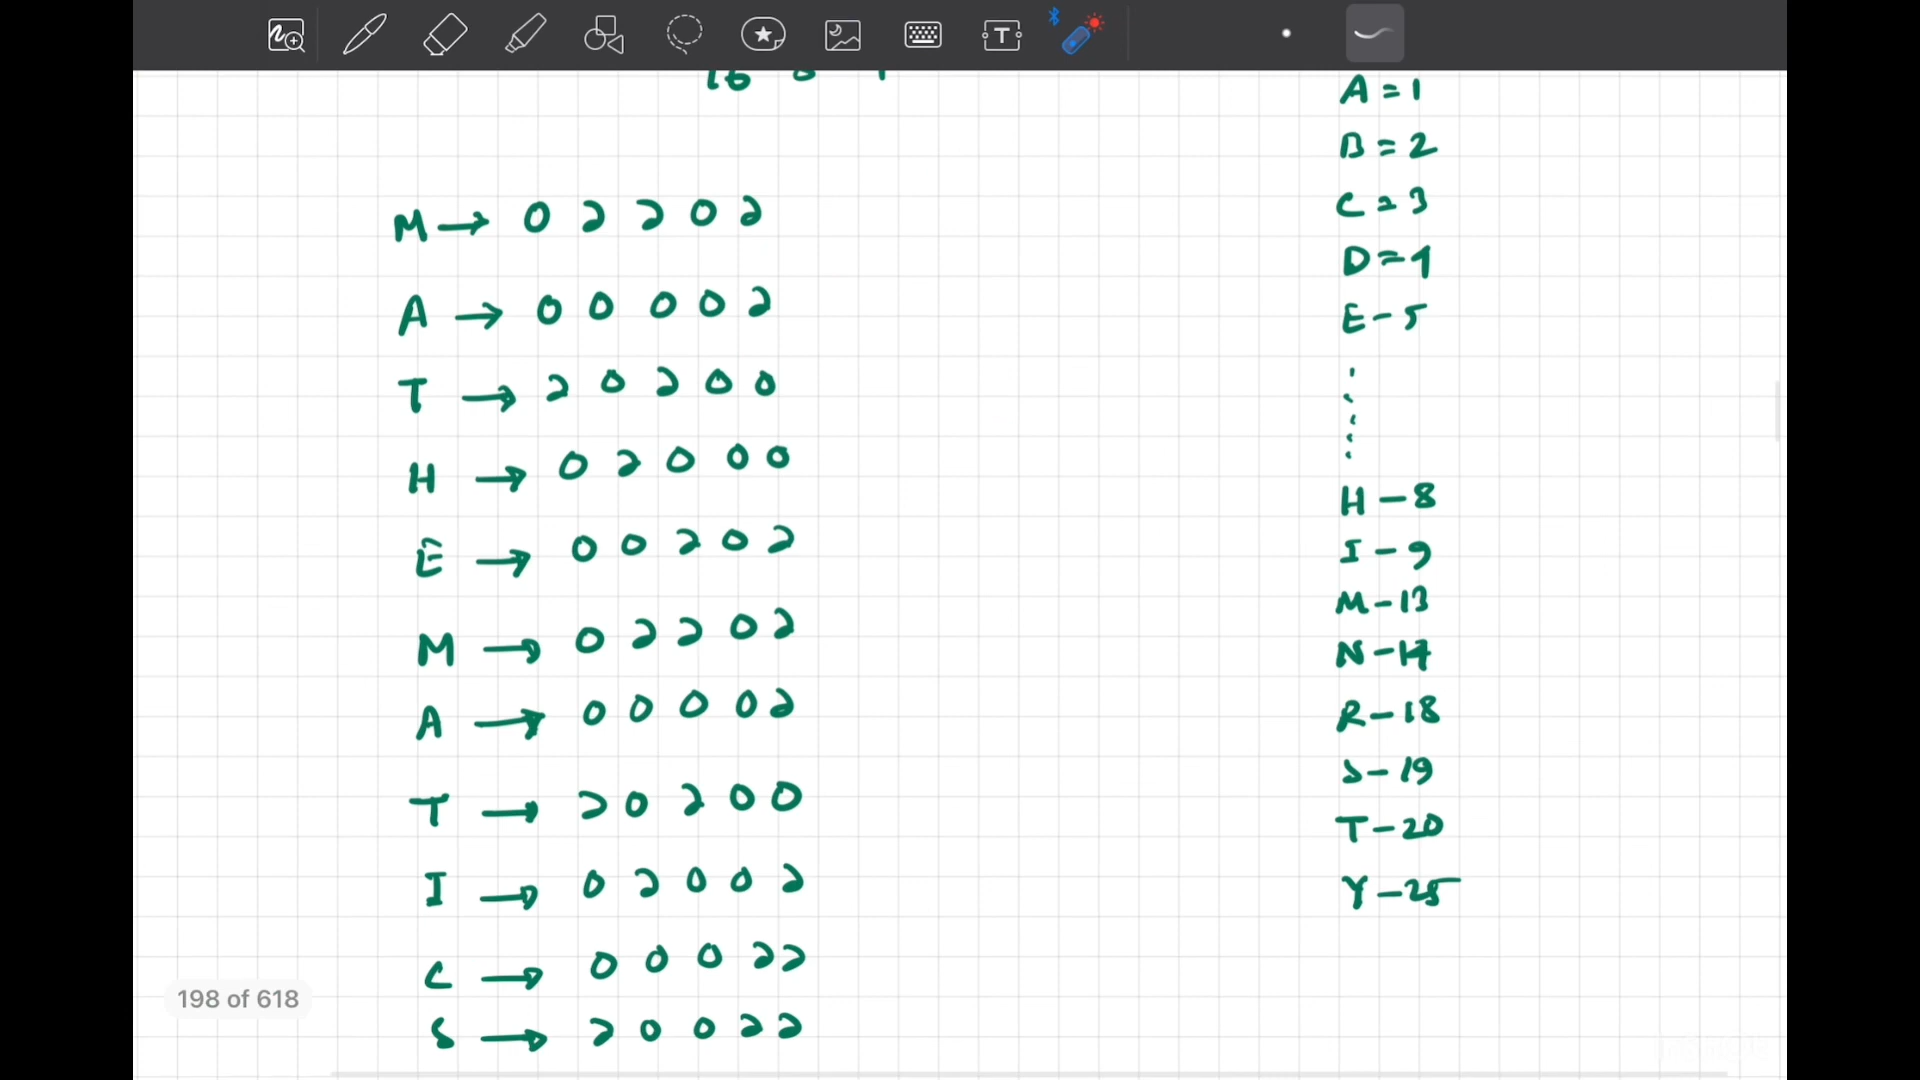 16 8 4
M → 0 2 2 0 2
A → 0 0 0 0 2
T → 2 0 2 0 0
H → 0 2 0 0 0
E → 0 0 2 0 2
M → 0 2 2 0 2
A → 0 0 0 0 2
T → 2 0 2 0 0
I → 0 2 0 0 2
C → 0 0 0 2 2
S → 2 0 0 2 2
198 of 618
A = 1
B = 2
C = 3
D = 4
E - 5
H - 8
I - 9
M - 13
N - 14
R - 18
S - 19
T - 20
Y - 25
T